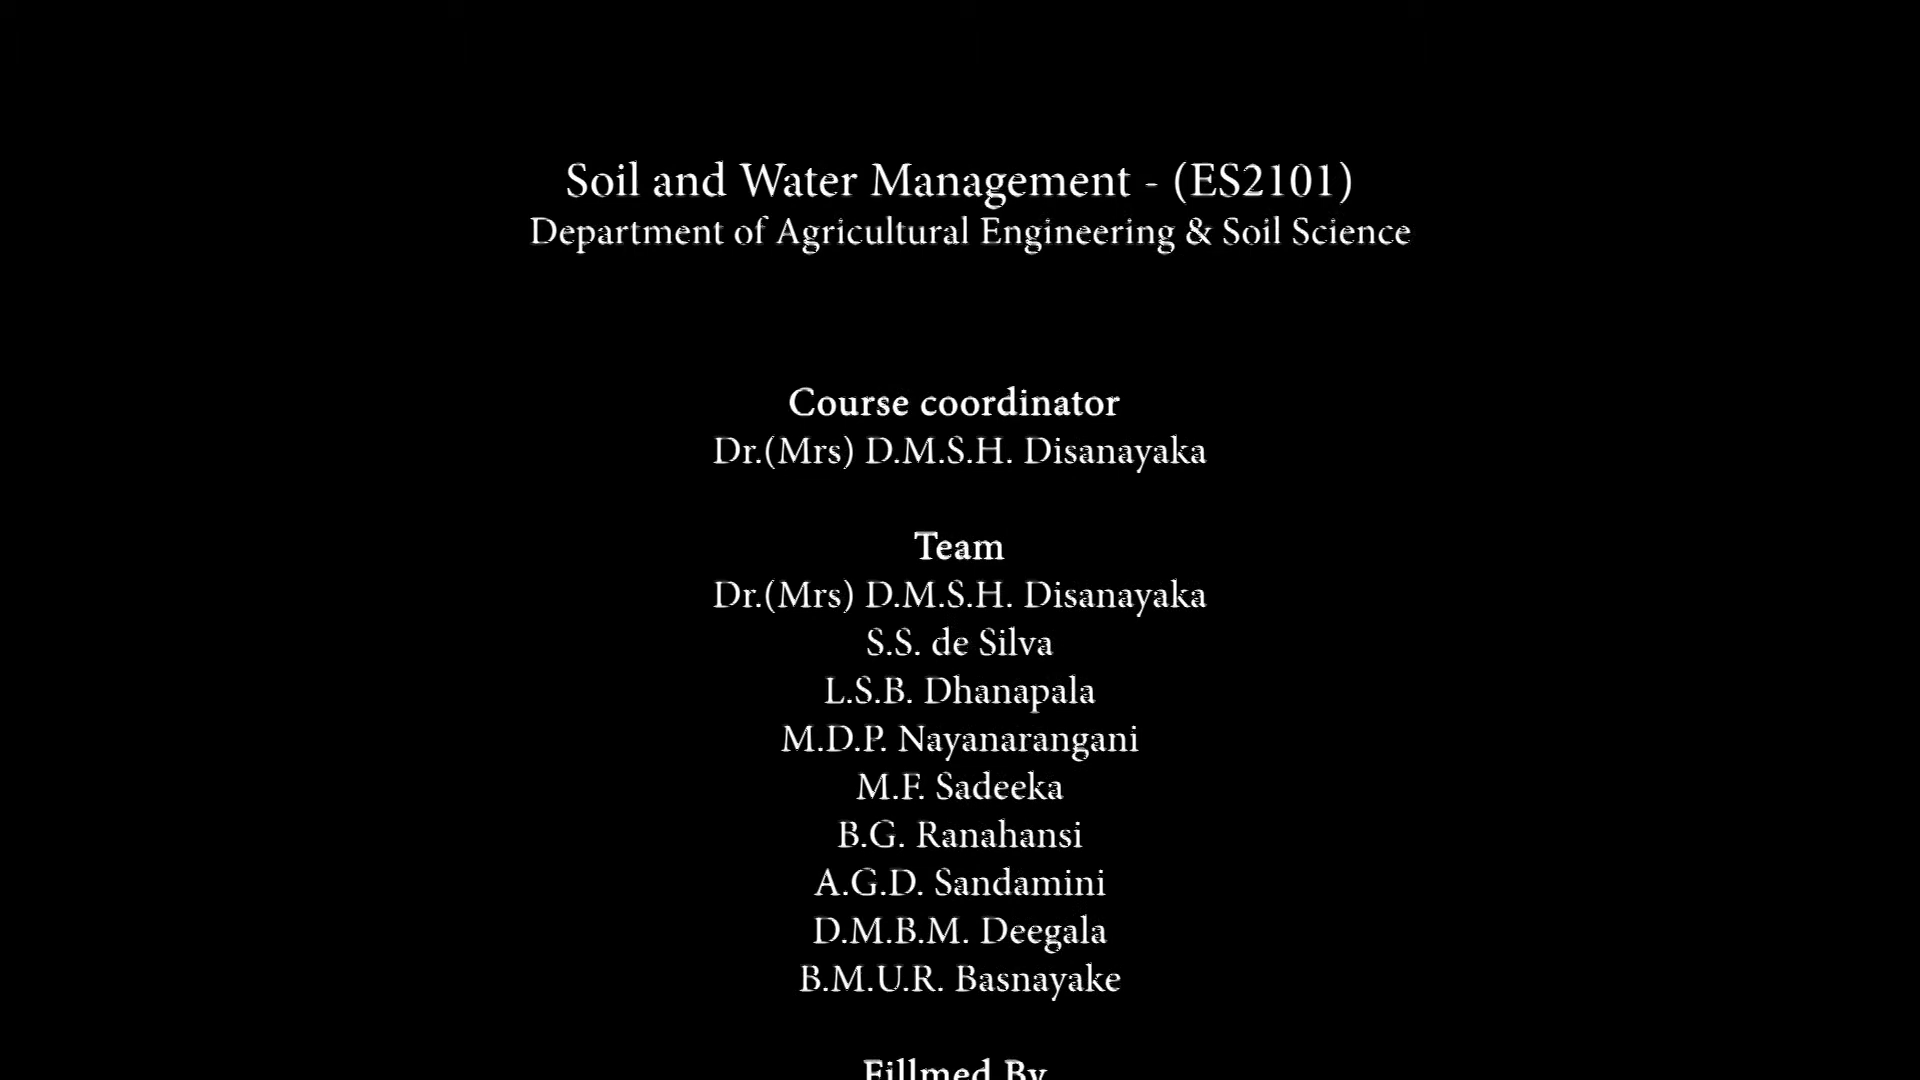 Soil and Water Management - (ES2101)
Department of Agricultural Engineering & Soil Science
Course coordinator
Dr.(Mrs) D.M.S.H. Disanayaka
Team
Dr.(Mrs) D.M.S.H. Disanayaka
S.S. de Silva
L.S.B. Dhanapala
M.D.P. Nayanarangani
M.F. Sadeeka
B.G. Ranahansi
A.G.D. Sandamini
D.M.B.M. Deegala
B.M.U.R. Basnayake
Fillmed By